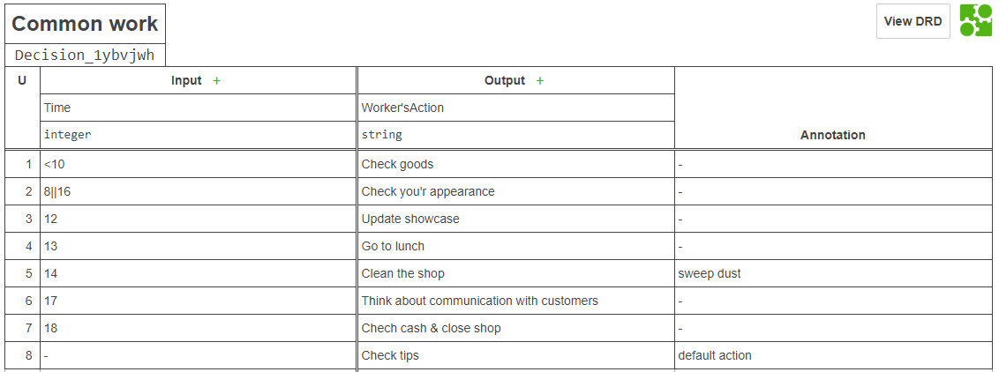 Common work
View DRD
Decision_1ybvjwh
U Input + Output +
Time Worker'sAction
integer string Annotation
1 <10 Check goods -
2 8||16 Check you'r appearance -
3 12 Update showcase -
4 13 Go to lunch -
5 14 Clean the shop sweep dust
6 17 Think about communication with customers -
7 18 Chech cash & close shop -
8 - Check tips default action